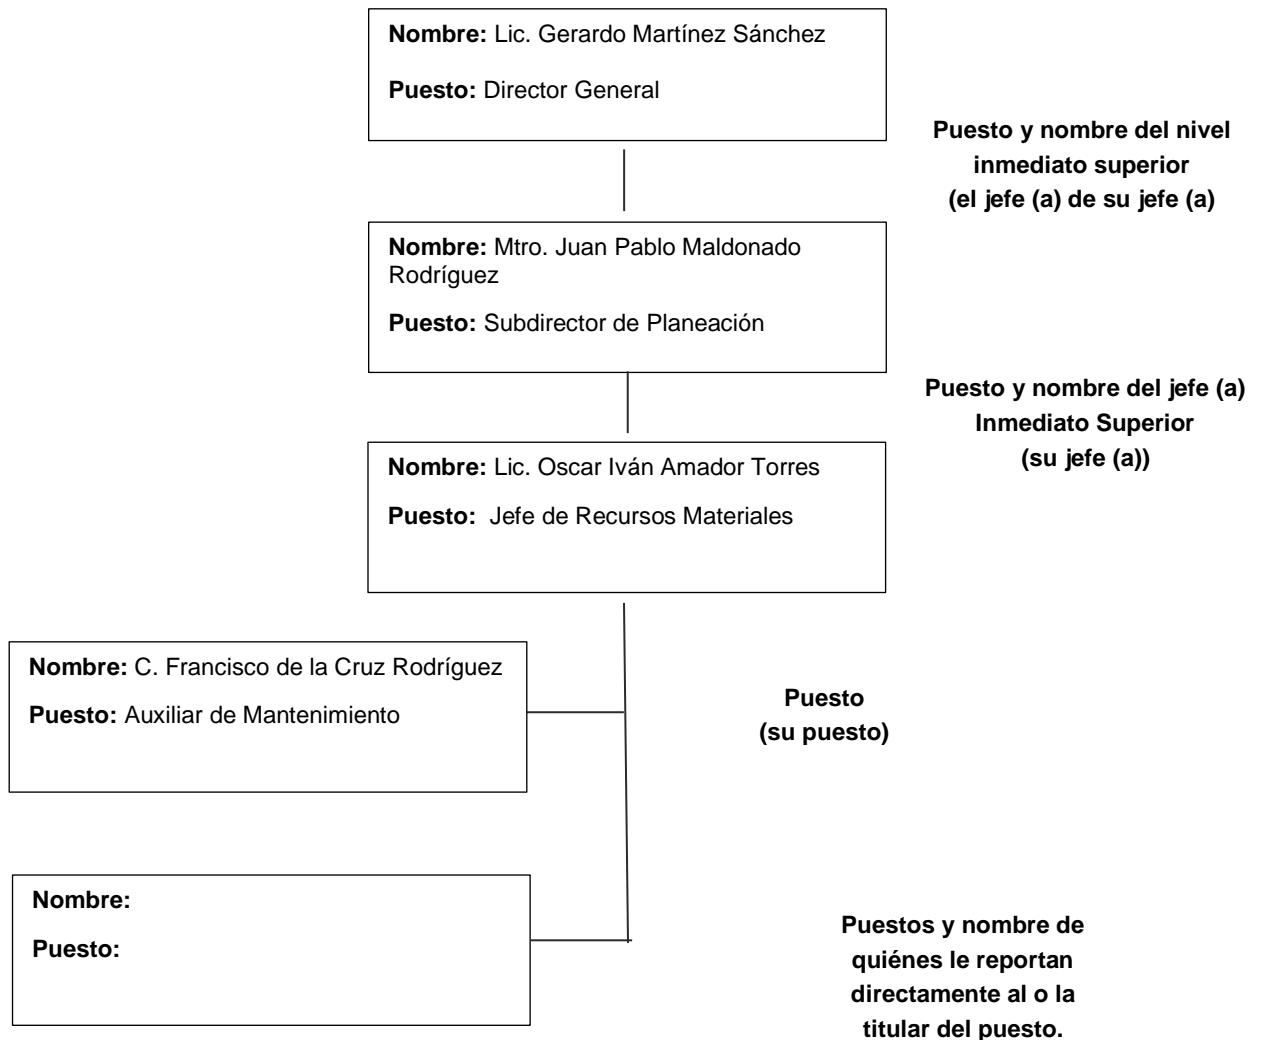 Nombre: Lic. Gerardo Martínez Sánchez
Puesto: Director General
Puesto y nombre del nivel
inmediato superior
(el jefe (a) de su jefe (a)
Nombre: Mtro. Juan Pablo Maldonado
Rodríguez
Puesto: Subdirector de Planeación
Puesto y nombre del jefe (a)
Inmediato Superior
(su jefe (a))
Nombre: Lic. Oscar Iván Amador Torres
Puesto: Jefe de Recursos Materiales
Nombre: C. Francisco de la Cruz Rodríguez
Puesto: Auxiliar de Mantenimiento
Puesto
(su puesto)
Nombre:
Puesto:
Puestos y nombre de
quiénes le reportan
directamente al o la
titular del puesto.